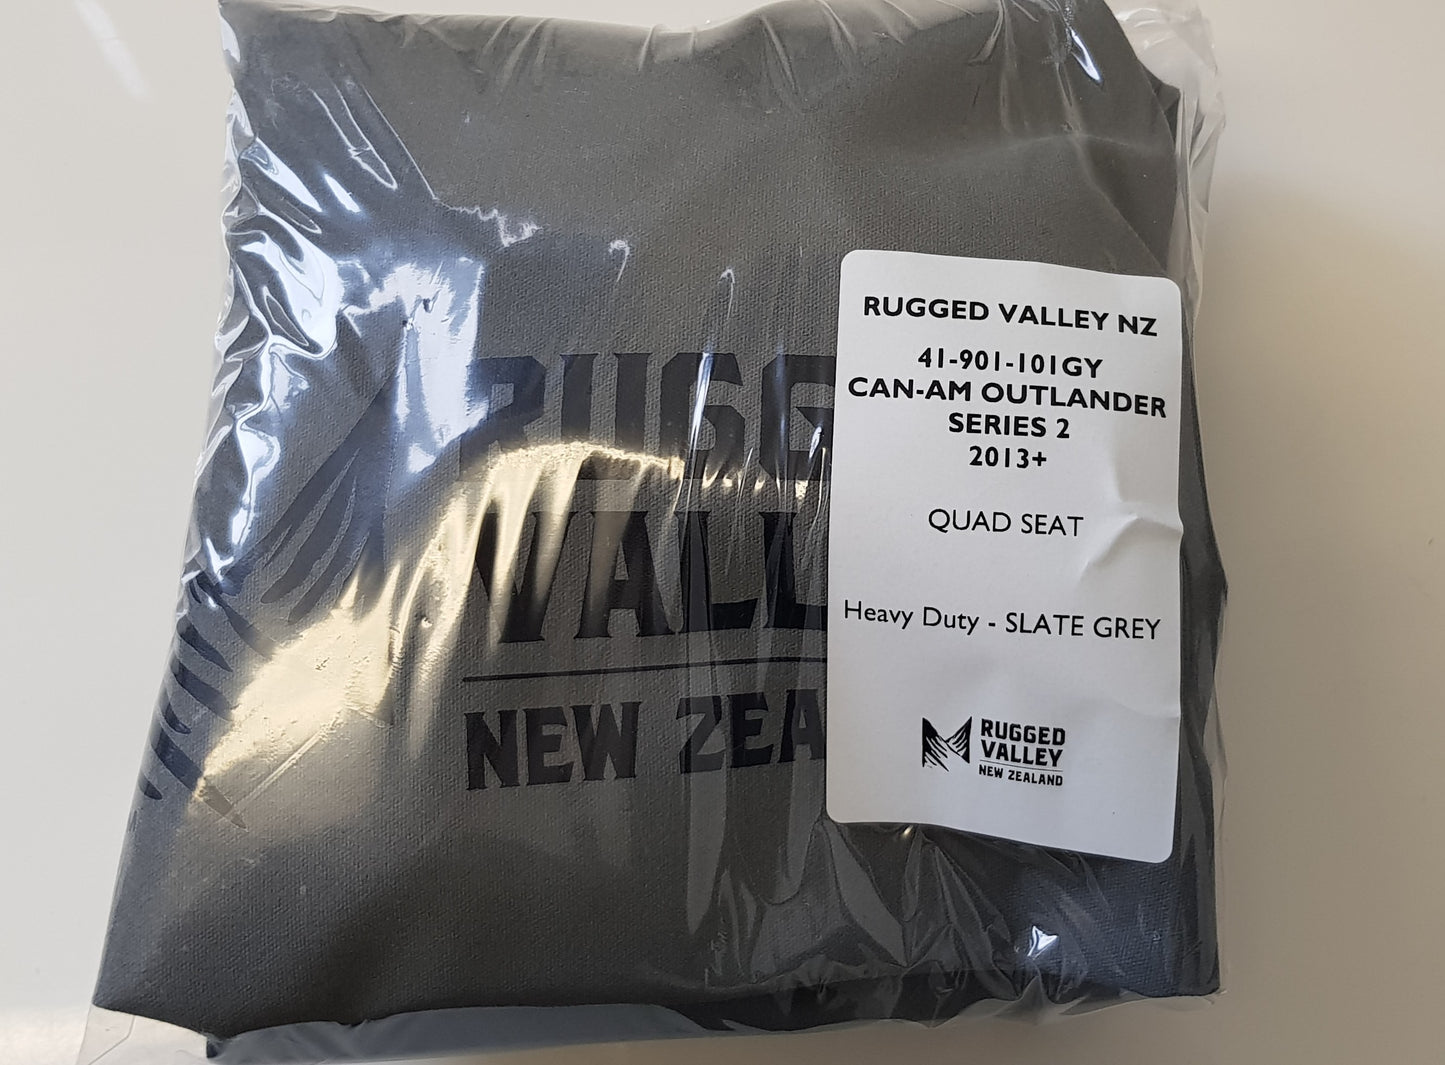 RUGG
VALL
NEW ZEA
RUGGED VALLEY NZ
41-901-101GY
CAN-AM OUTLANDER
SERIES 2
2013+
QUAD SEAT
Heavy Duty - SLATE GREY
RUGGED
VALLEY
NEW ZEALAND